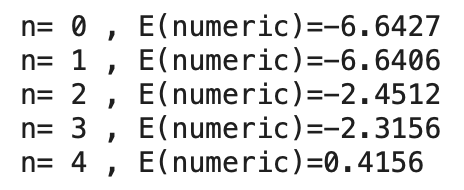 n= 0 , E(numeric)=-6.6427
n= 1 , E(numeric)=-6.6406
n= 2 , E(numeric)=-2.4512
n= 3 , E(numeric)=-2.3156
n= 4 , E(numeric)=0.4156